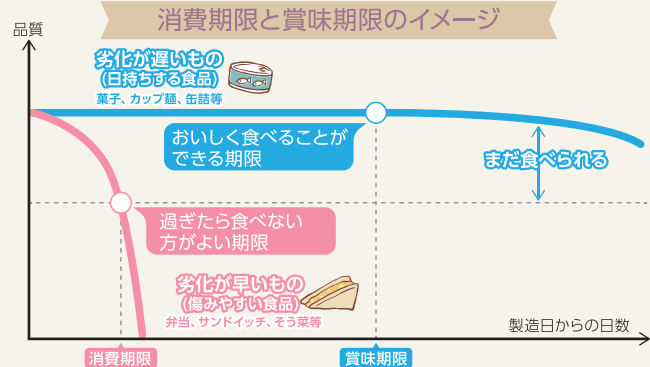 消費期限と賞味期限のイメージ
品質
劣化が遅いもの
(日持ちする食品)
菓子、カップ麺、缶詰等
おいしく食べることが
できる期限
まだ食べられる
過ぎたら食べない
方がよい期限
劣化が早いもの
(傷みやすい食品)
弁当、サンドイッチ、そう菜等
製造日からの日数
消費期限
賞味期限